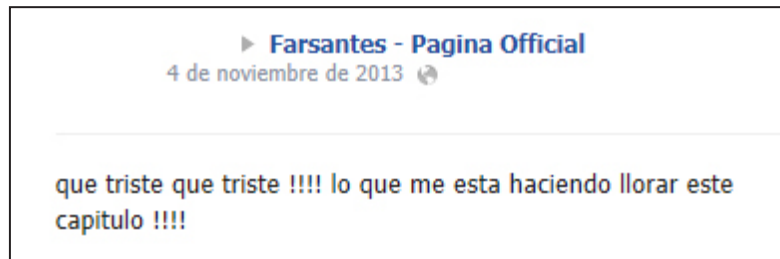 Farsantes - Pagina Official
4 de noviembre de 2013
que triste que triste !!!! lo que me esta haciendo llorar este
capitulo !!!!